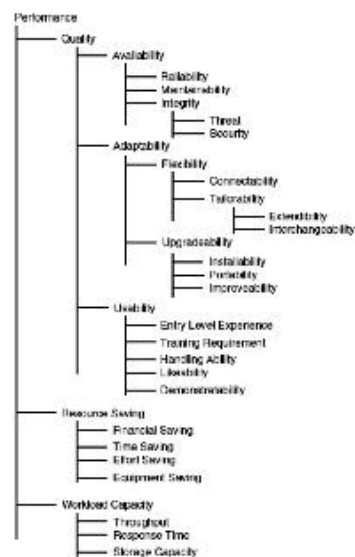 Performance
Quality
Availability
Reliability
Maintainability
Integrity
Threat
Security
Adaptability
Flexibility
Connectability
Tailorability
Extendibility
Interchangeability
Upgradeability
Installability
Portability
Improveability
Usability
Entry Level Experience
Training Requirement
Handling Ability
Likeability
Demonstratability
Resource Saving
Financial Saving
Time Saving
Effort Saving
Equipment Saving
Workload Capacity
Throughput
Response Time
Storage Capacity